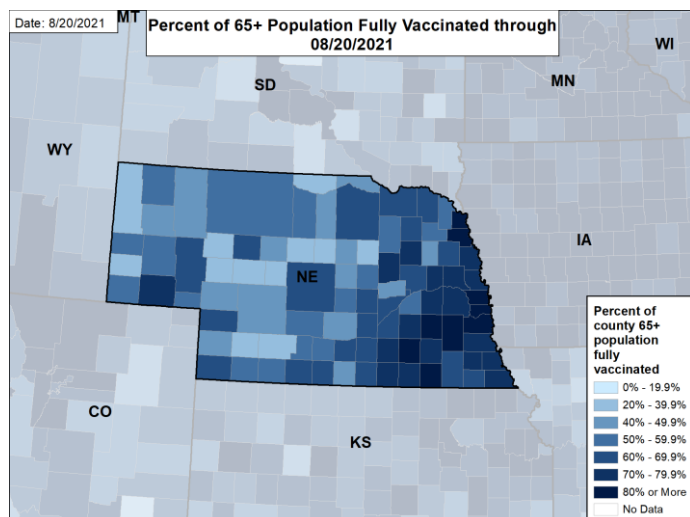 Date: 8/20/2021
Percent of 65+ Population Fully Vaccinated through
08/20/2021
MT
WI
MN
SD
WY
IA
NE
CO
KS
Percent of
county 65+
population
fully
vaccinated
0% - 19.9%
20% - 39.9%
40% - 49.9%
50% - 59.9%
60% - 69.9%
70% - 79.9%
80% or More
No Data